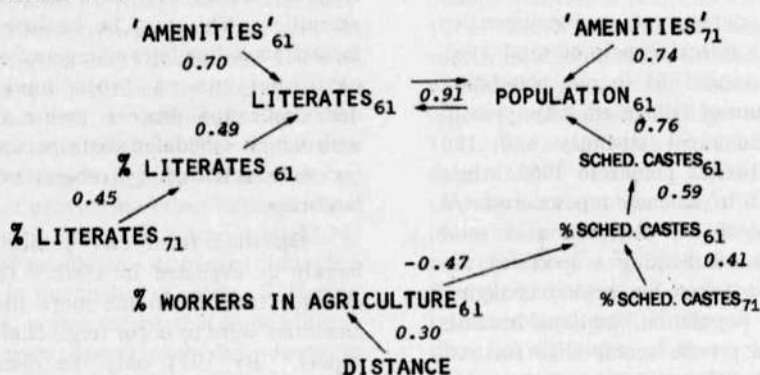 'AMENITIES'61 'AMENITIES'71
0.70 0.74
LITERATES61 0.91 POPULATION61
0.49 0.76
% LITERATES61 SCHED. CASTES61
0.45 0.59
% LITERATES71 % SCHED. CASTES61
-0.47 0.41
% WORKERS IN AGRICULTURE61 % SCHED. CASTES71
0.30
DISTANCE